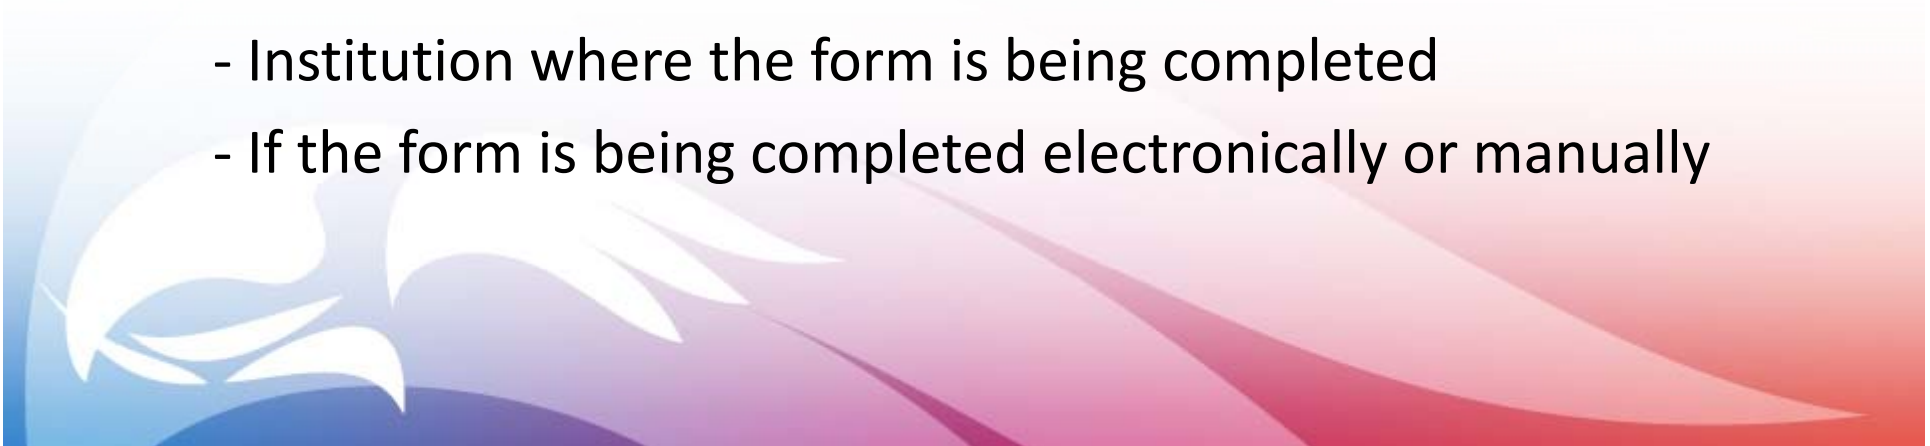 - Institution where the form is being completed
- If the form is being completed electronically or manually